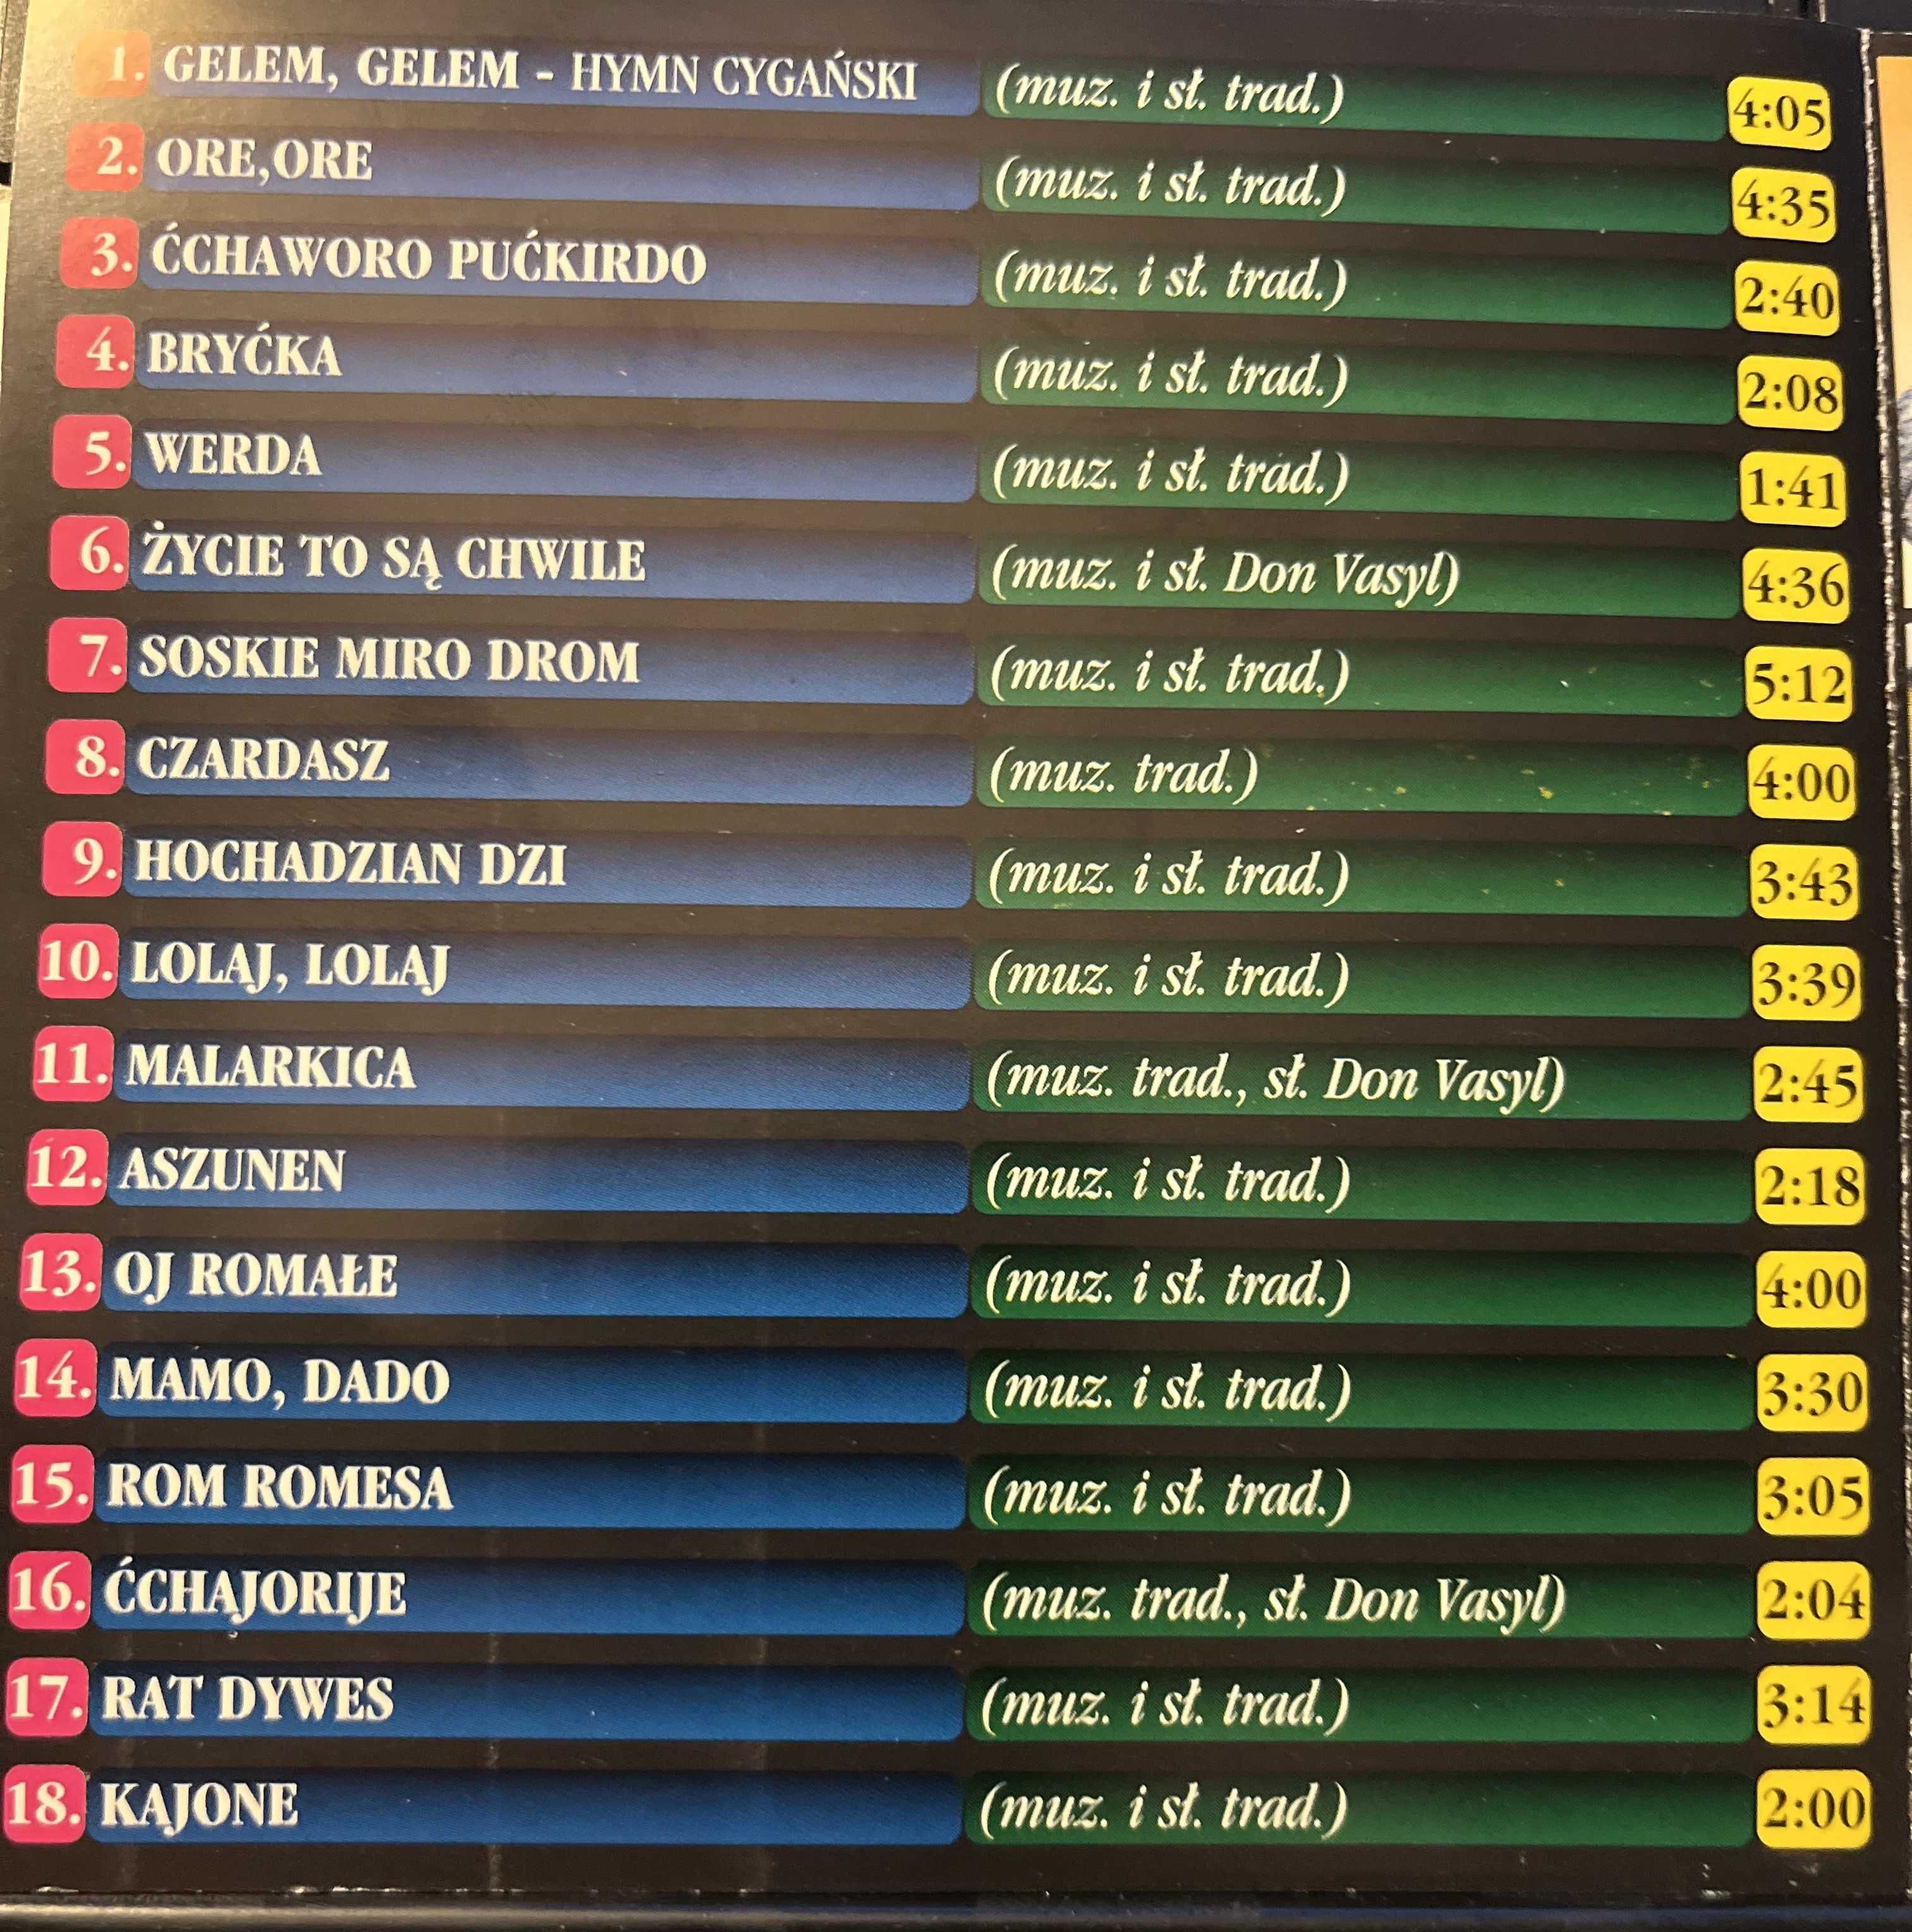 1. GELEM, GELEM - HYMN CYGAŃSKI (muz. i sł. trad.) 4:05
2. ORE,ORE (muz. i sł. trad.) 4:35
3. ĆCHAWORO PUĆKIRDO (muz. i sł. trad.) 2:40
4. BRYĆKA (muz. i sł. trad.) 2:08
5. WERDA (muz. i sł. trad.) 1:41
6. ŻYCIE TO SĄ CHWILE (muz. i sł. Don Vasyl) 4:36
7. SOSKIE MIRO DROM (muz. i sł. trad.) 5:12
8. CZARDASZ (muz. trad.) 4:00
9. HOCHADZIAN DZI (muz. i sł. trad.) 3:43
10. LOLAJ, LOLAJ (muz. i sł. trad.) 3:39
11. MALARKICA (muz. trad., sł. Don Vasyl) 2:45
12. ASZUNEN (muz. i sł. trad.) 2:18
13. OJ ROMAŁE (muz. i sł. trad.) 4:00
14. MAMO, DADO (muz. i sł. trad.) 3:30
15. ROM ROMESA (muz. i sł. trad.) 3:05
16. ĆCHAJORIJE (muz. trad., sł. Don Vasyl) 2:04
17. RAT DYWES (muz. i sł. trad.) 3:14
18. KAJONE (muz. i sł. trad.) 2:00